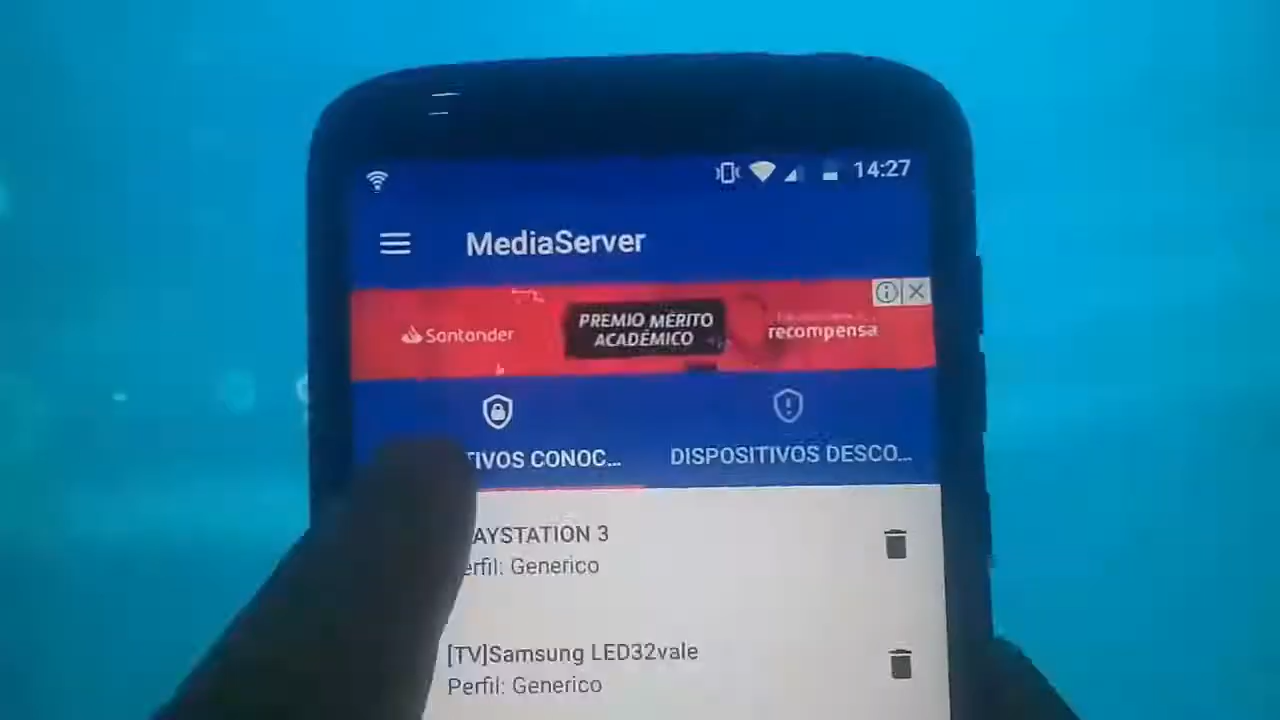 14:27
MediaServer
Santander
PREMIO MÉRITO
ACADÉMICO
recompensa
TIVOS CONOC...
DISPOSITIVOS DESCO...
AYSTATION 3
erfil: Generico
[TV]Samsung LED32vale
Perfil: Generico